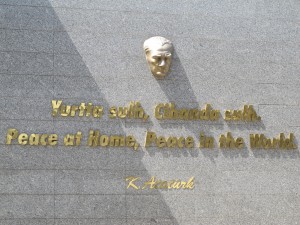 Yurtta sulh, Cihanda sulh.
Peace at Home, Peace in the World
K. Atatürk